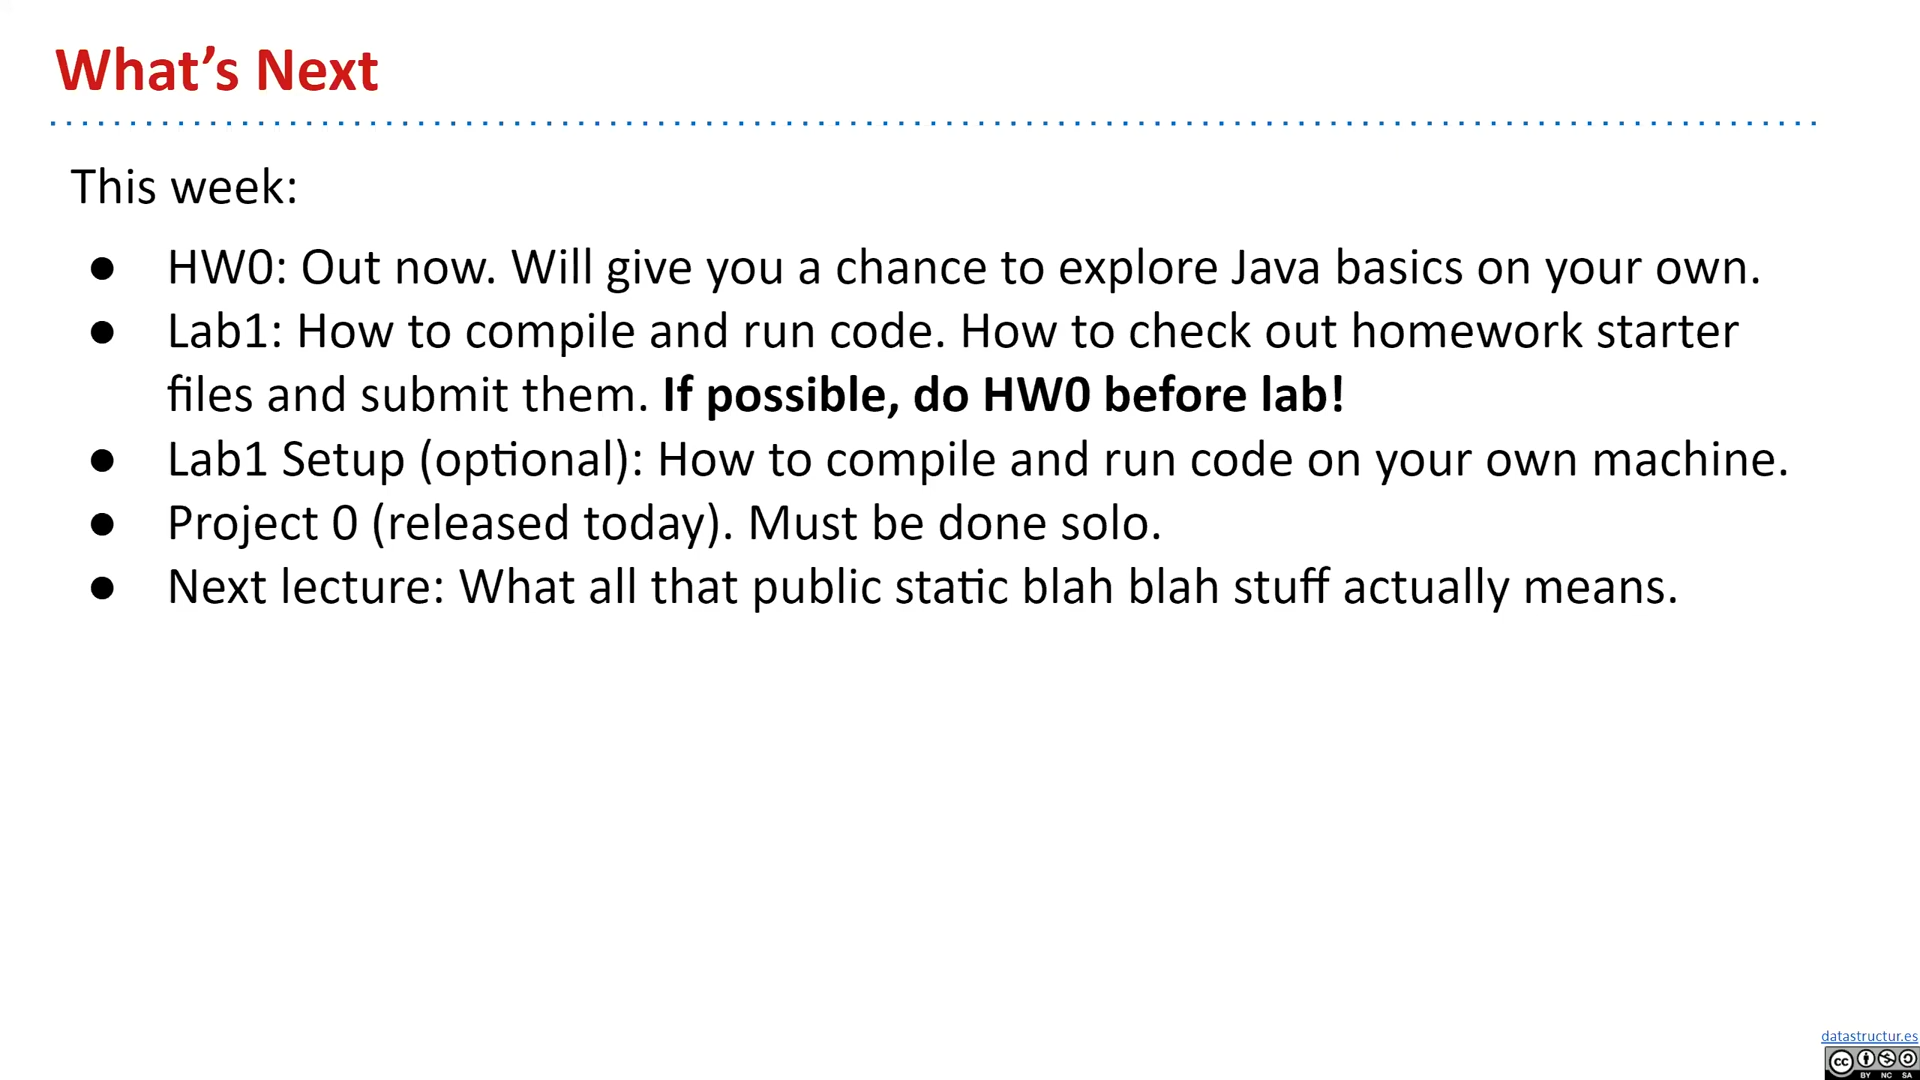 What’s Next
This week:
● HW0: Out now. Will give you a chance to explore Java basics on your own.
● Lab1: How to compile and run code. How to check out homework starter
files and submit them. If possible, do HW0 before lab!
● Lab1 Setup (optional): How to compile and run code on your own machine.
● Project 0 (released today). Must be done solo.
● Next lecture: What all that public static blah blah stuff actually means.
datastructur.es
cc
BY NC SA